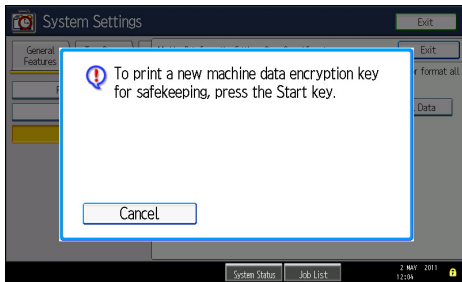 System Settings
Exit
General
Features
Exit
r format all
To print a new machine data encryption key
for safekeeping, press the Start key.
Data
Cancel
System Status
Job List
2 MAY 2011
12:04